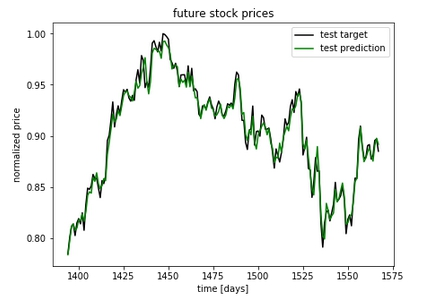 future stock prices
test target
test prediction
1.00
0.95
0.90
0.85
0.80
normalized price
1400 1425 1450 1475 1500 1525 1550 1575
time [days]